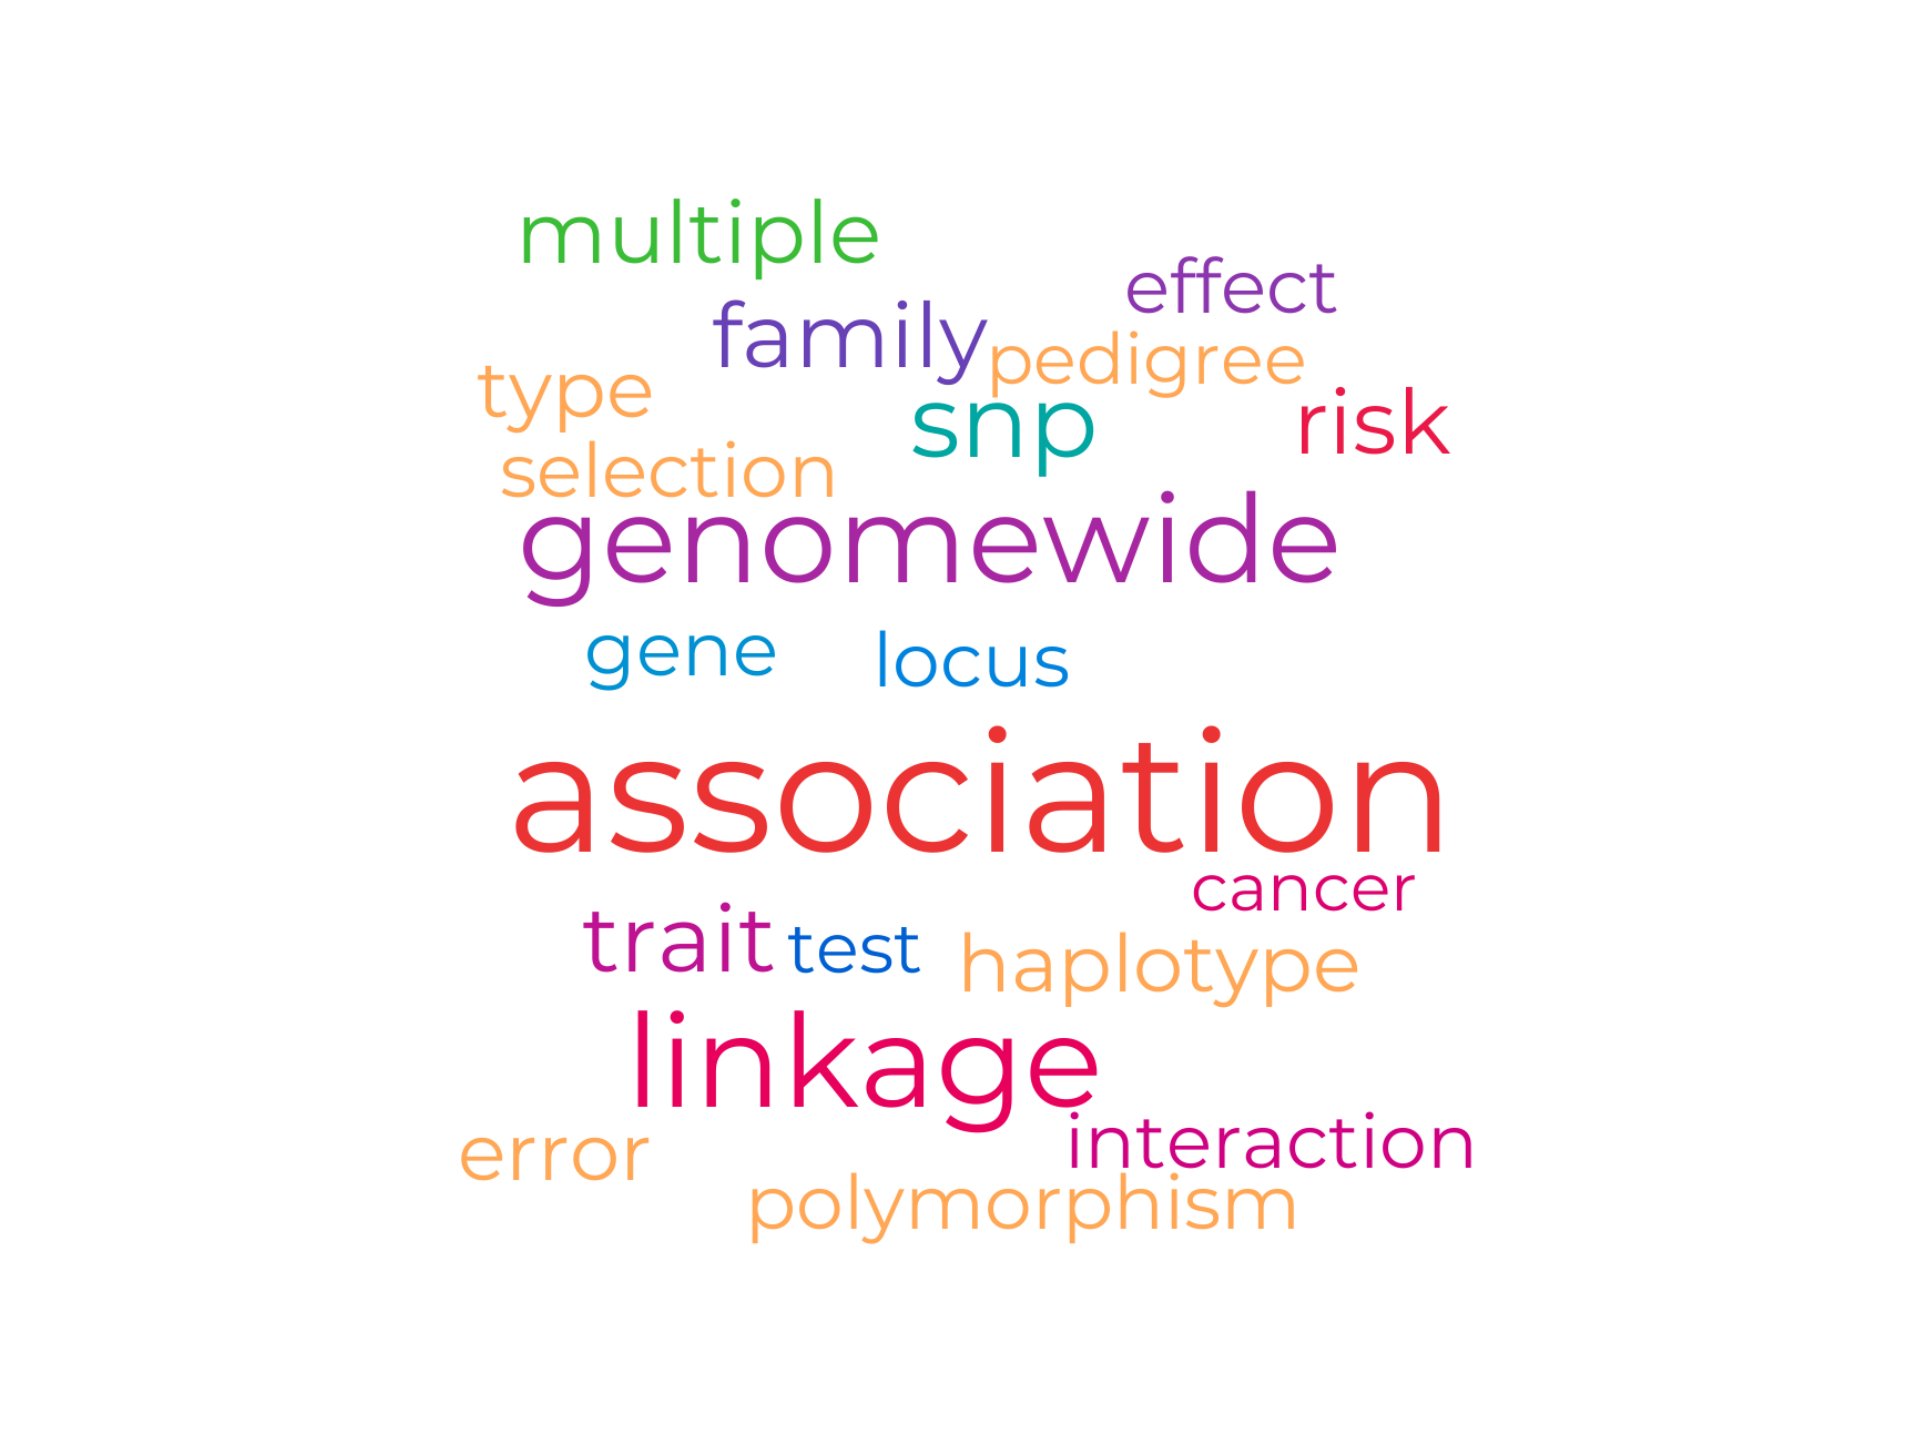 multiple
effect
family
pedigree
type
snp
risk
selection
genomewide
gene
locus
association
cancer
trait
test
haplotype
linkage
interaction
error
polymorphism